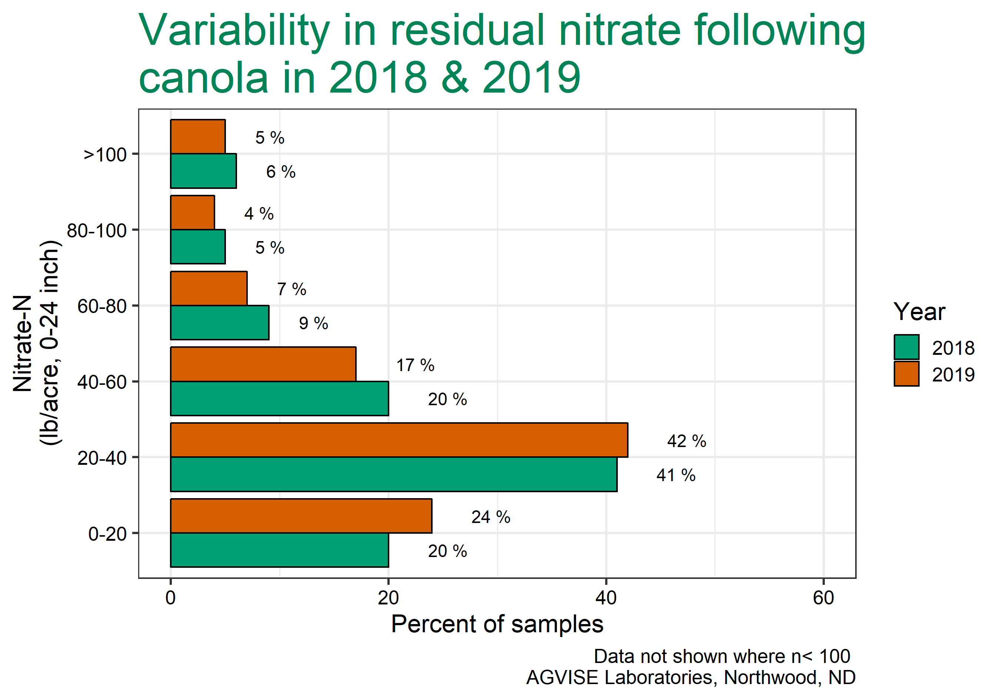 Variability in residual nitrate following
canola in 2018 & 2019
Nitrate-N
(lb/acre, 0-24 inch)
>100
80-100
60-80
40-60
20-40
0-20
5 %
6 %
4 %
5 %
7 %
9 %
17 %
20 %
42 %
41 %
24 %
20 %
0 20 40 60
Percent of samples
Year
2018
2019
Data not shown where n< 100
AGVISE Laboratories, Northwood, ND